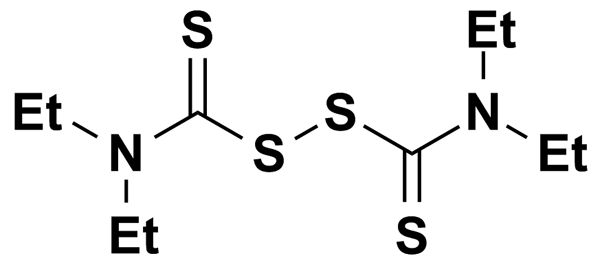 S Et
Et S N
N S Et
Et S